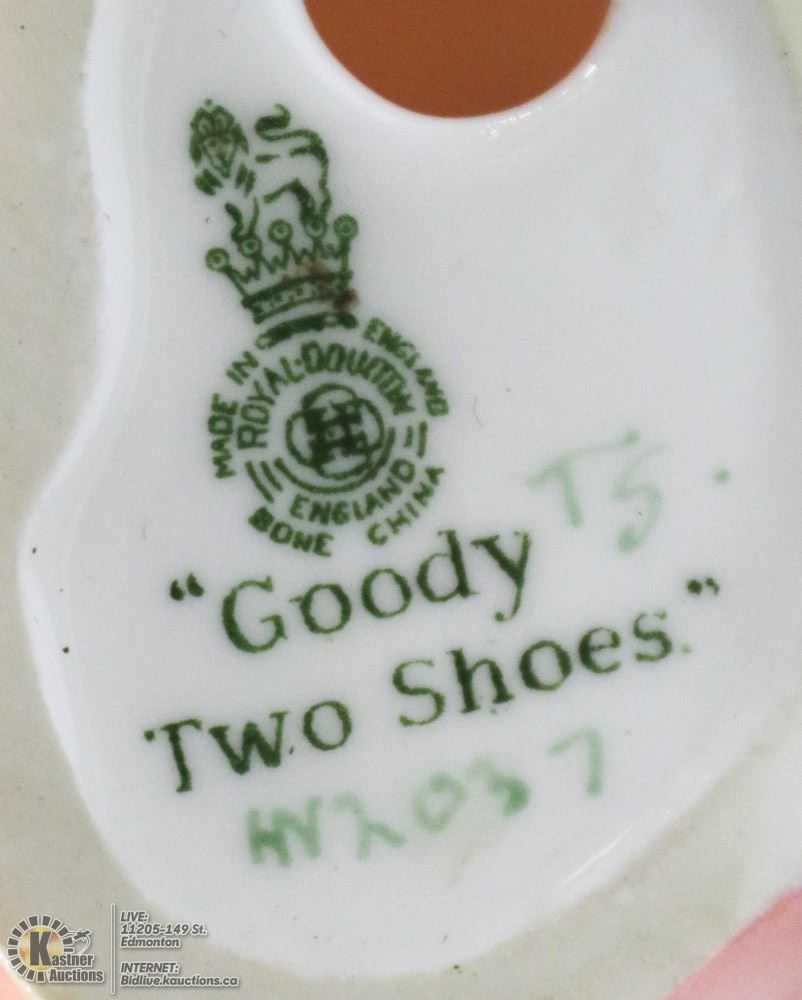 MADE IN ENGLAND
ROYAL·DOULTON
ENGLAND
BONE CHINA
TS.
"Goody
Two Shoes."
HN2037
LIVE:
11205-149 St.
Edmonton
INTERNET:
Bidlive.kauctions.ca
Kastner
Auctions